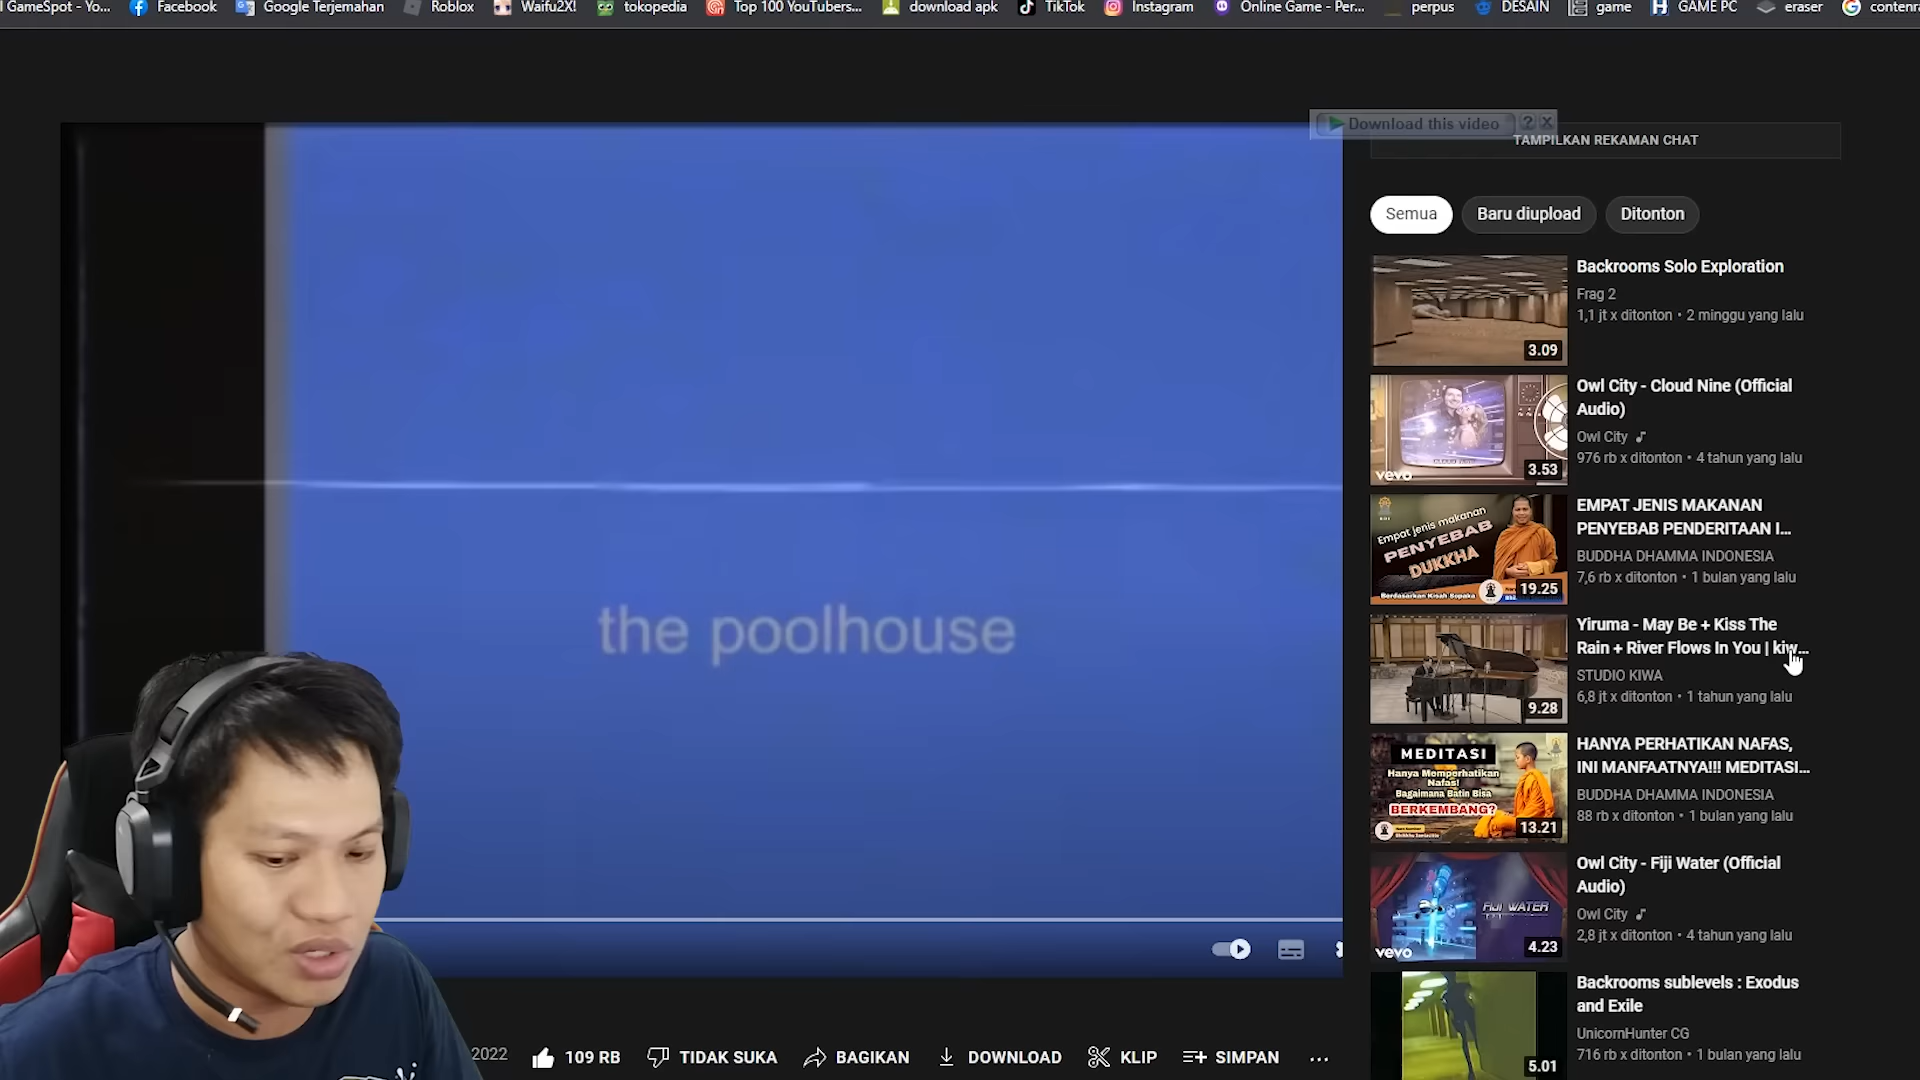 GameSpot - Yo... Facebook Google Terjemahan Roblox Waifu2X! tokopedia Top 100 YouTubers... download apk TikTok Instagram Online Game - Per... perpus DESAIN game GAME PC eraser
Download this video ? X
TAMPILKAN REKAMAN CHAT
Semua Baru diupload Ditonton
Backrooms Solo Exploration
Frag 2
1,1 jt x ditonton • 2 minggu yang lalu
3.09
Owl City - Cloud Nine (Official
Audio)
Owl City
976 rb x ditonton • 4 tahun yang lalu
CLOUD NINE
vevo
3.53
EMPAT JENIS MAKANAN
PENYEBAB PENDERITAAN I...
BUDDHA DHAMMA INDONESIA
7,6 rb x ditonton • 1 bulan yang lalu
Empat jenis makanan
PENYEBAB
DUKKHA
19.25
the poolhouse
Yiruma - May Be + Kiss The
Rain + River Flows In You | kiw...
STUDIO KIWA
6,8 jt x ditonton • 1 tahun yang lalu
9.28
HANYA PERHATIKAN NAFAS,
INI MANFAATNYA!!! MEDITASI...
BUDDHA DHAMMA INDONESIA
88 rb x ditonton • 1 bulan yang lalu
MEDITASI
Hanya Memperhatikan
Nafas!
Bagaimana Batin Bisa
BERKEMBANG?
13.21
Owl City - Fiji Water (Official
Audio)
Owl City
2,8 jt x ditonton • 4 tahun yang lalu
FIJI WATER
vevo
4.23
Backrooms sublevels : Exodus
and Exile
UnicornHunter CG
716 rb x ditonton • 1 bulan yang lalu
5.01
2022 109 RB TIDAK SUKA BAGIKAN DOWNLOAD KLIP SIMPAN ...